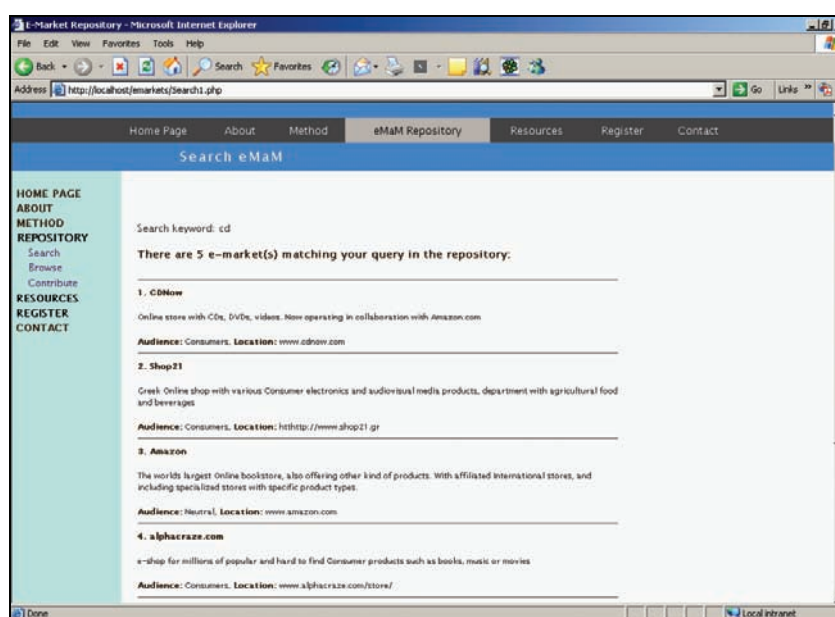 E-Market Repository - Microsoft Internet Explorer
File Edit View Favorites Tools Help
Back Search Favorites
Address http://localhost/emarkets/Search1.php Go Links »
Home Page About Method eMaM Repository Resources Register Contact
Search eMaM
HOME PAGE
ABOUT
METHOD
REPOSITORY
Search
Browse
Contribute
RESOURCES
REGISTER
CONTACT
Search keyword: cd
There are 5 e-market(s) matching your query in the repository:
1. CDNow
Online store with CDs, DVDs, videos. Now operating in collaboration with Amazon.com
Audience: Consumers, Location: www.cdnow.com
2. Shop21
Greek Online shop with various Consumer electronics and audiovisual media products, department with agricultural food
and beverages
Audience: Consumers, Location: htthttp://www.shop21.gr
3. Amazon
The worlds largest Online bookstore, also offering other kind of products. With affiliated international stores, and
including specialized stores with specific product types.
Audience: Neutral, Location: www.amazon.com
4. alphacraze.com
e-shop for millions of popular and hard to find Consumer products such as books, music or movies
Audience: Consumers, Location: www.alphacraze.com/store/
Done Local intranet